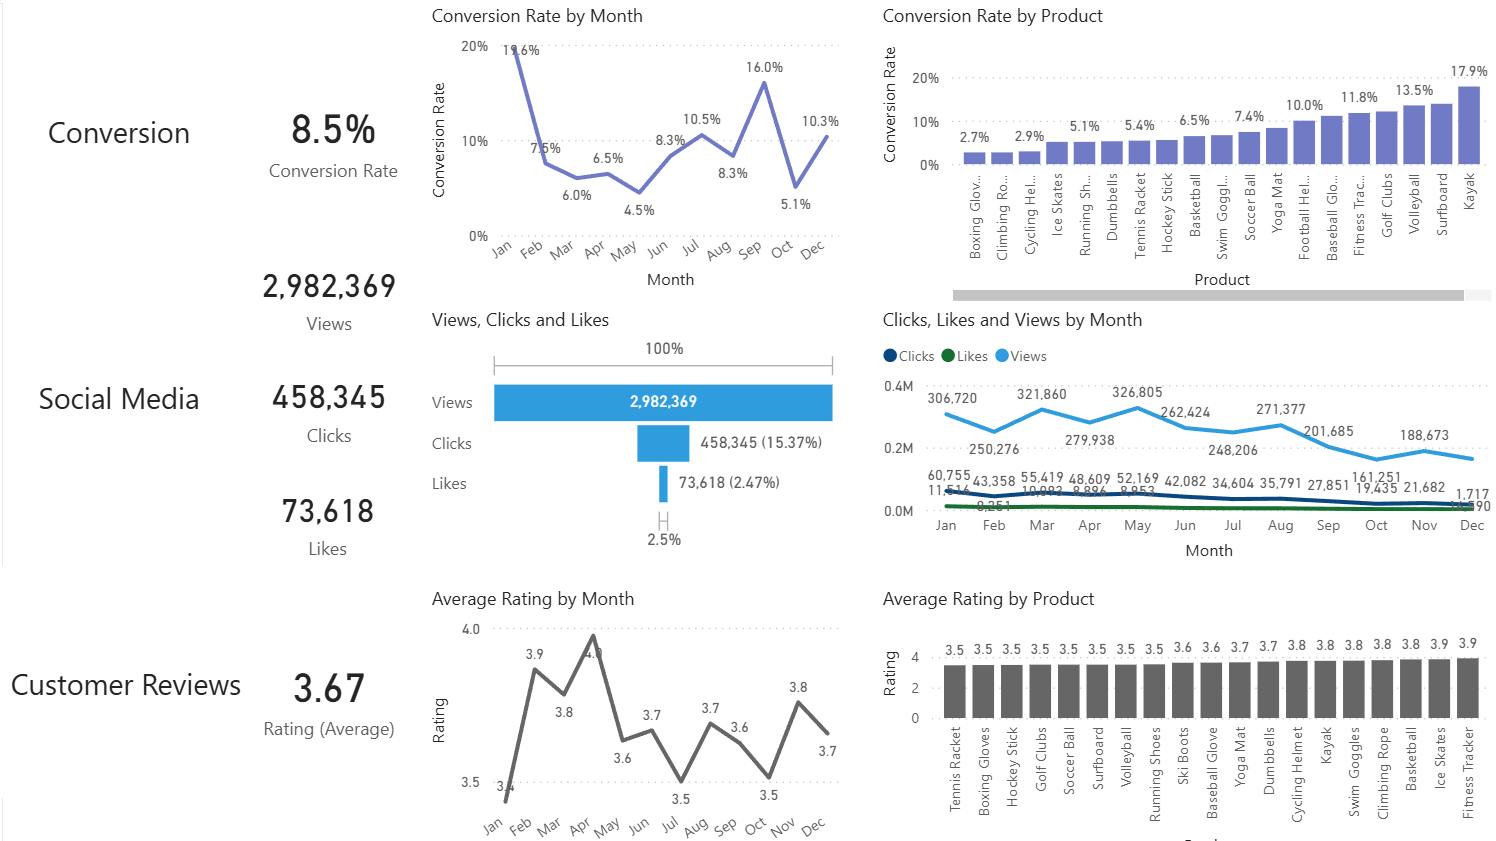 Conversion
8.5%
Conversion Rate
2,982,369
Views
Social Media
458,345
Clicks
73,618
Likes
Customer Reviews
3.67
Rating (Average)
Conversion Rate by Month
Conversion Rate
20%
10%
0%
19.6%
7.5%
6.0%
6.5%
4.5%
8.3%
10.5%
8.3%
16.0%
5.1%
10.3%
Jan Feb Mar Apr May Jun Jul Aug Sep Oct Dec
Month
Conversion Rate by Product
Conversion Rate
20%
10%
0%
2.7% 2.9% 5.1% 5.4% 6.5% 7.4% 10.0% 11.8% 13.5% 17.9%
Boxing Glov...
Climbing Ro...
Cycling Hel...
Ice Skates
Running Sh...
Dumbbells
Tennis Racket
Hockey Stick
Basketball
Swim Goggl...
Soccer Ball
Yoga Mat
Football Hel...
Baseball Glo...
Fitness Trac...
Golf Clubs
Volleyball
Surfboard
Kayak
Product
Views, Clicks and Likes
100%
Views 2,982,369
Clicks 458,345 (15.37%)
Likes 73,618 (2.47%)
2.5%
Clicks, Likes and Views by Month
Clicks Likes Views
0.4M
0.2M
0.0M
306,720
250,276
321,860
279,938
326,805
262,424
248,206
271,377
201,685
161,251
188,673
60,755 43,358 55,419 48,609 52,169 42,082 34,604 35,791 27,851 19,435 21,682
11,516 8,251 10,093 8,896 8,953 1,717
Jan Feb Mar Apr May Jun Jul Aug Sep Oct Nov Dec
Month
Average Rating by Month
Rating
4.0
3.5
3.4
3.9
3.8
4.0
3.6
3.7
3.5
3.7
3.6
3.5
3.8
3.7
Jan Feb Mar Apr May Jun Jul Aug Sep Oct Nov Dec
Average Rating by Product
Rating
4
2
0
3.5 3.5 3.5 3.5 3.5 3.5 3.5 3.5 3.6 3.6 3.7 3.7 3.8 3.8 3.8 3.8 3.8 3.9 3.9
Tennis Racket
Boxing Gloves
Hockey Stick
Golf Clubs
Soccer Ball
Surfboard
Volleyball
Running Shoes
Ski Boots
Baseball Glove
Yoga Mat
Dumbbells
Cycling Helmet
Kayak
Swim Goggles
Climbing Rope
Basketball
Ice Skates
Fitness Tracker